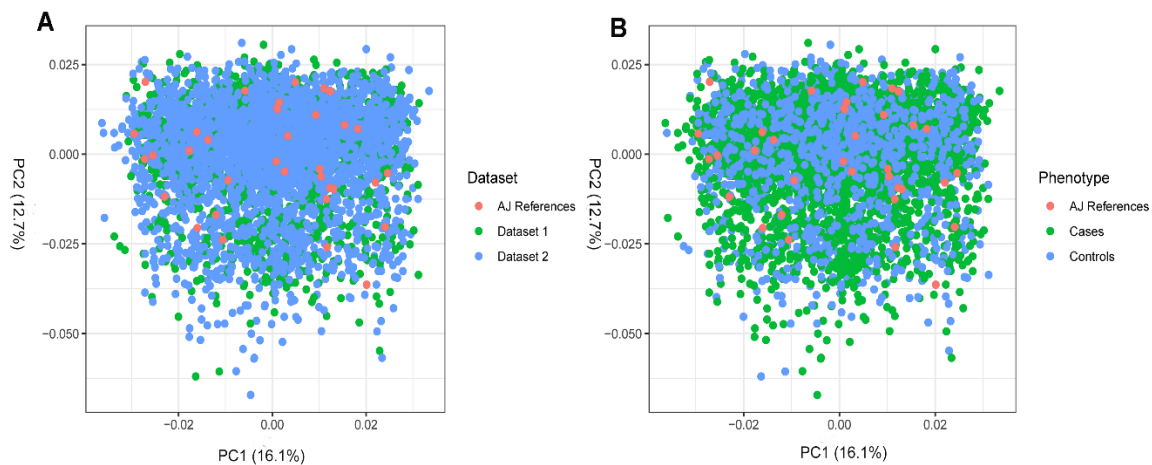 A
0.025
0.000
−0.025
−0.050
PC2 (12.7%)
−0.02
0.00
0.02
PC1 (16.1%)
Dataset
AJ References
Dataset 1
Dataset 2
B
0.025
0.000
−0.025
−0.050
PC2 (12.7%)
−0.02
0.00
0.02
PC1 (16.1%)
Phenotype
AJ References
Cases
Controls